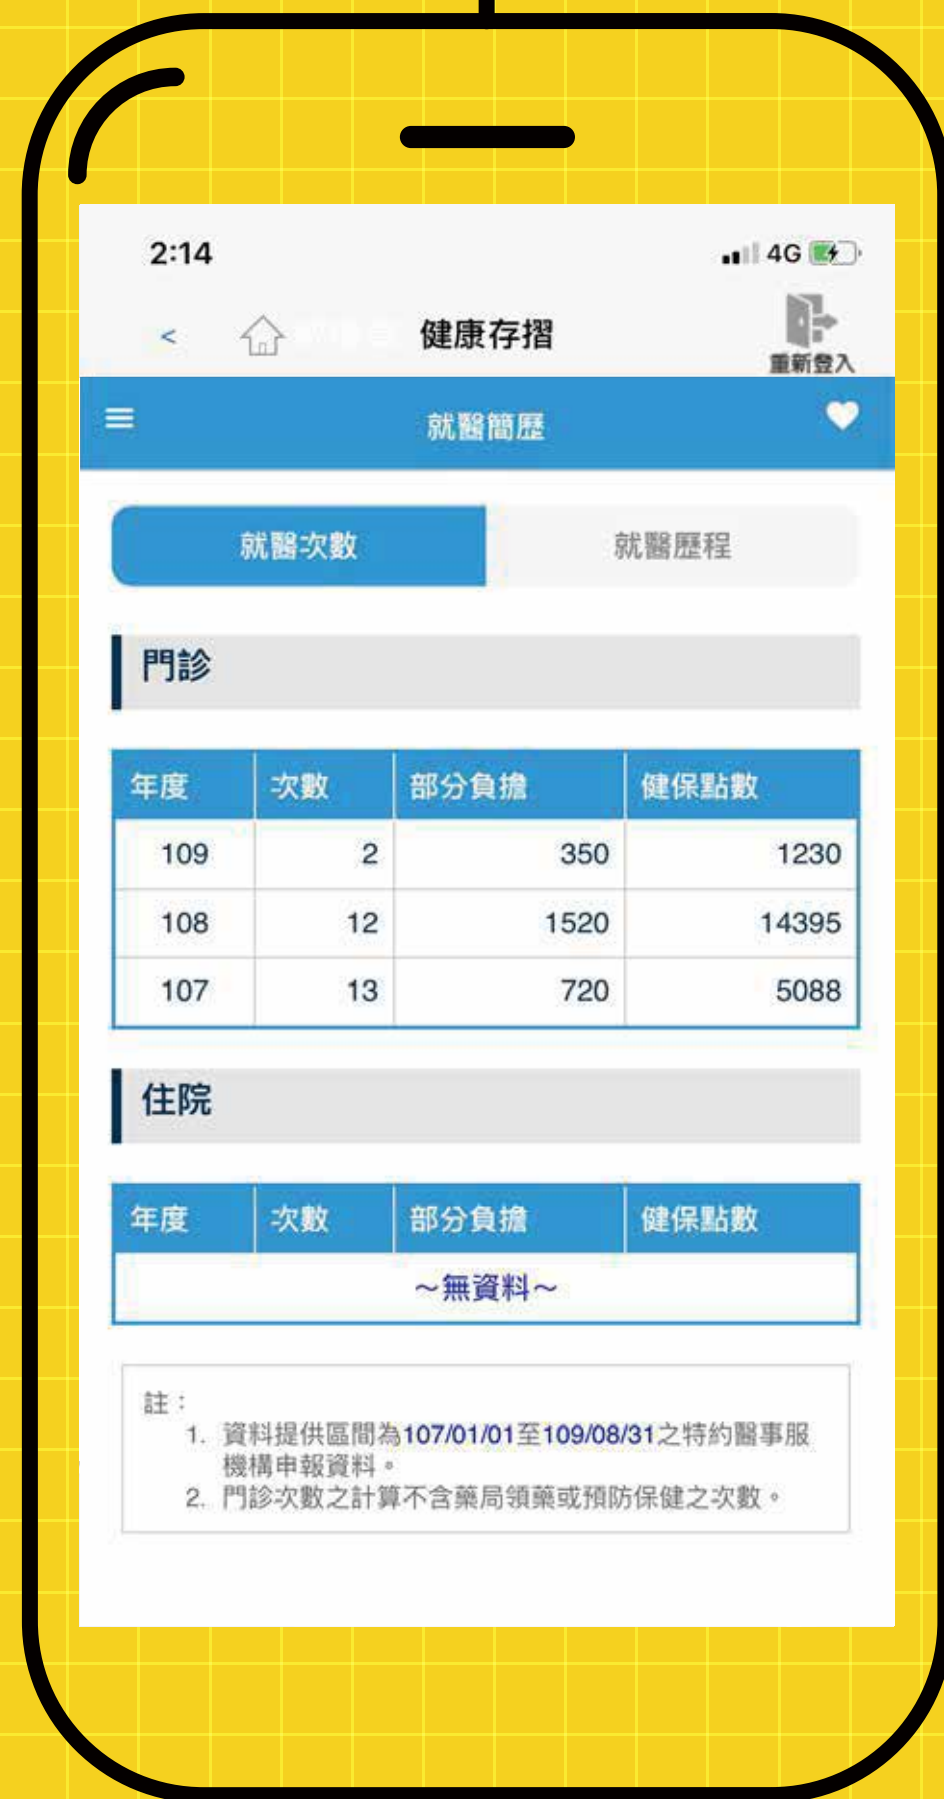 2:14 4G
< 健康存摺 重新登入
就醫簡歷
就醫次數 就醫歷程
門診
年度 次數 部分負擔 健保點數
109 2 350 1230
108 12 1520 14395
107 13 720 5088
住院
年度 次數 部分負擔 健保點數
～無資料～
註：
1. 資料提供區間為107/01/01至109/08/31之特約醫事服
機構申報資料。
2. 門診次數之計算不含藥局領藥或預防保健之次數。